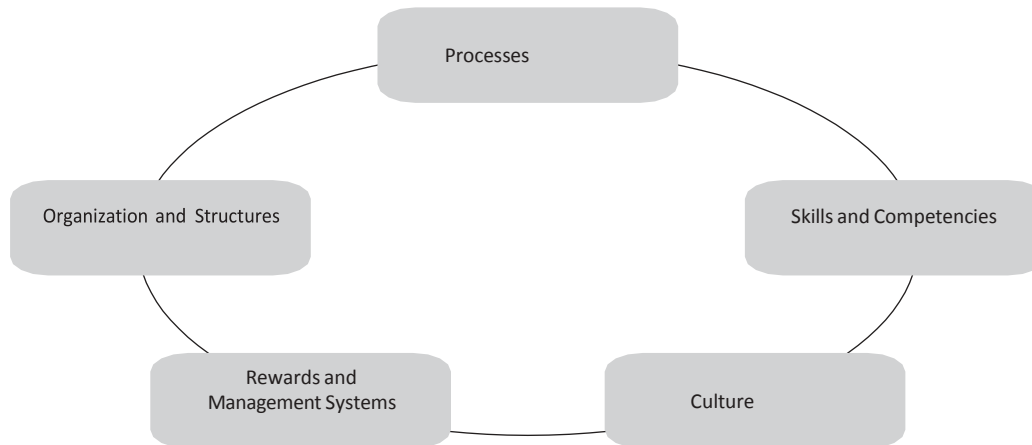 Processes
Organization and Structures
Skills and Competencies
Rewards and
Management Systems
Culture